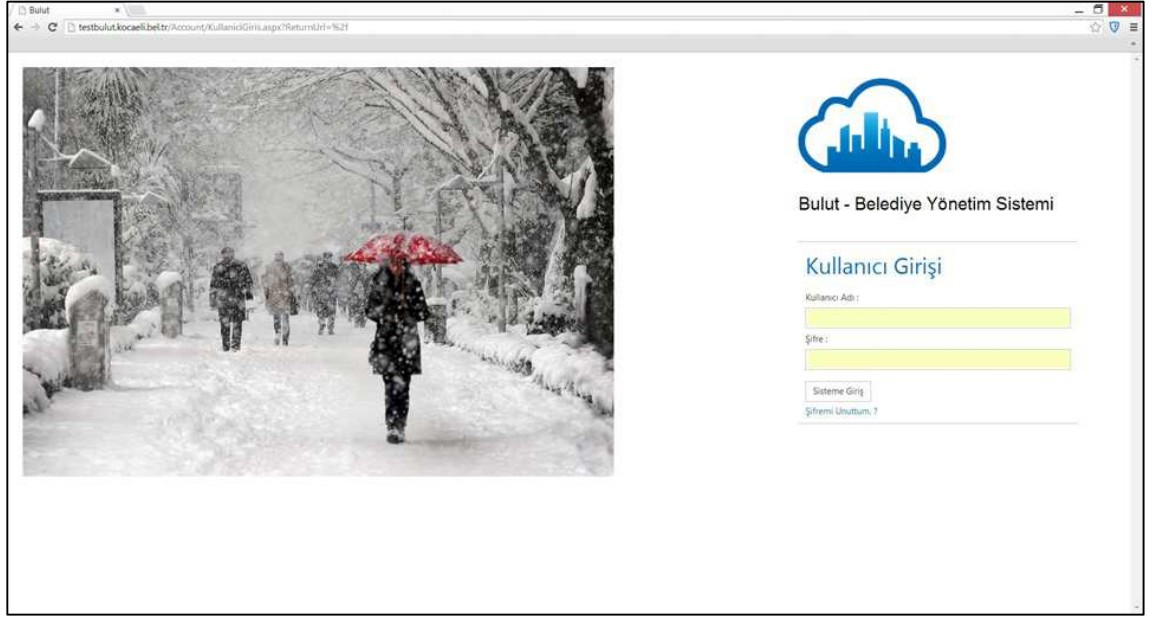 Bulut
testbulut.kocaeli.bel.tr/Account/KullaniciGiris.aspx?ReturnUrl=%2f
Bulut - Belediye Yönetim Sistemi
Kullanıcı Girişi
Kullanıcı Adı :
Şifre :
Sisteme Giriş
Şifremi Unuttum. ?